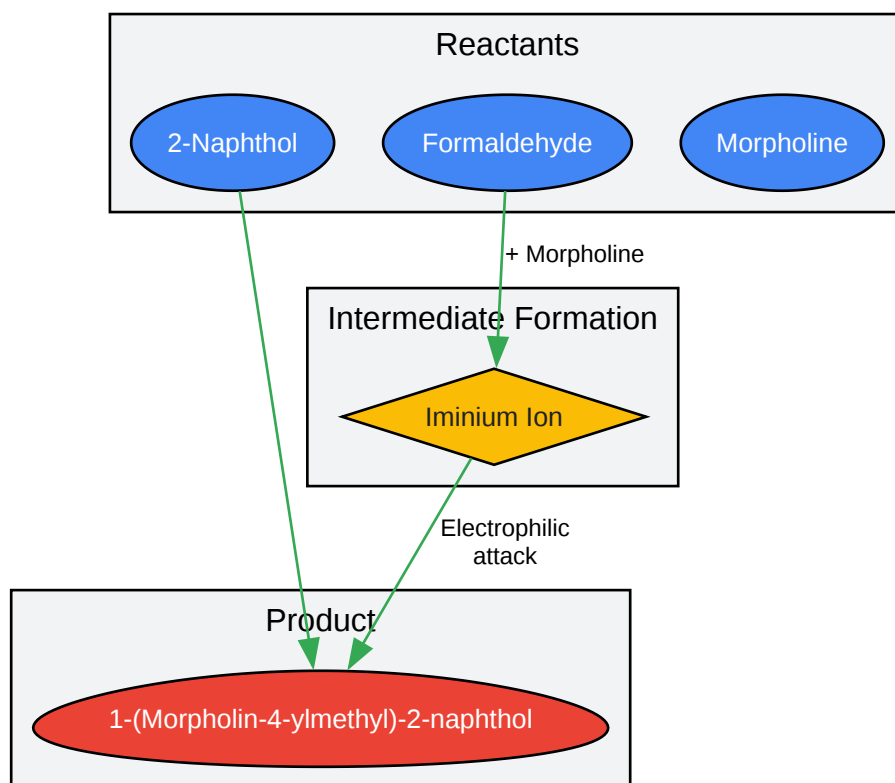 Reactants
2-Naphthol
Formaldehyde
Morpholine
+ Morpholine
Intermediate Formation
Iminium Ion
Electrophilic
attack
Product
1-(Morpholin-4-ylmethyl)-2-naphthol